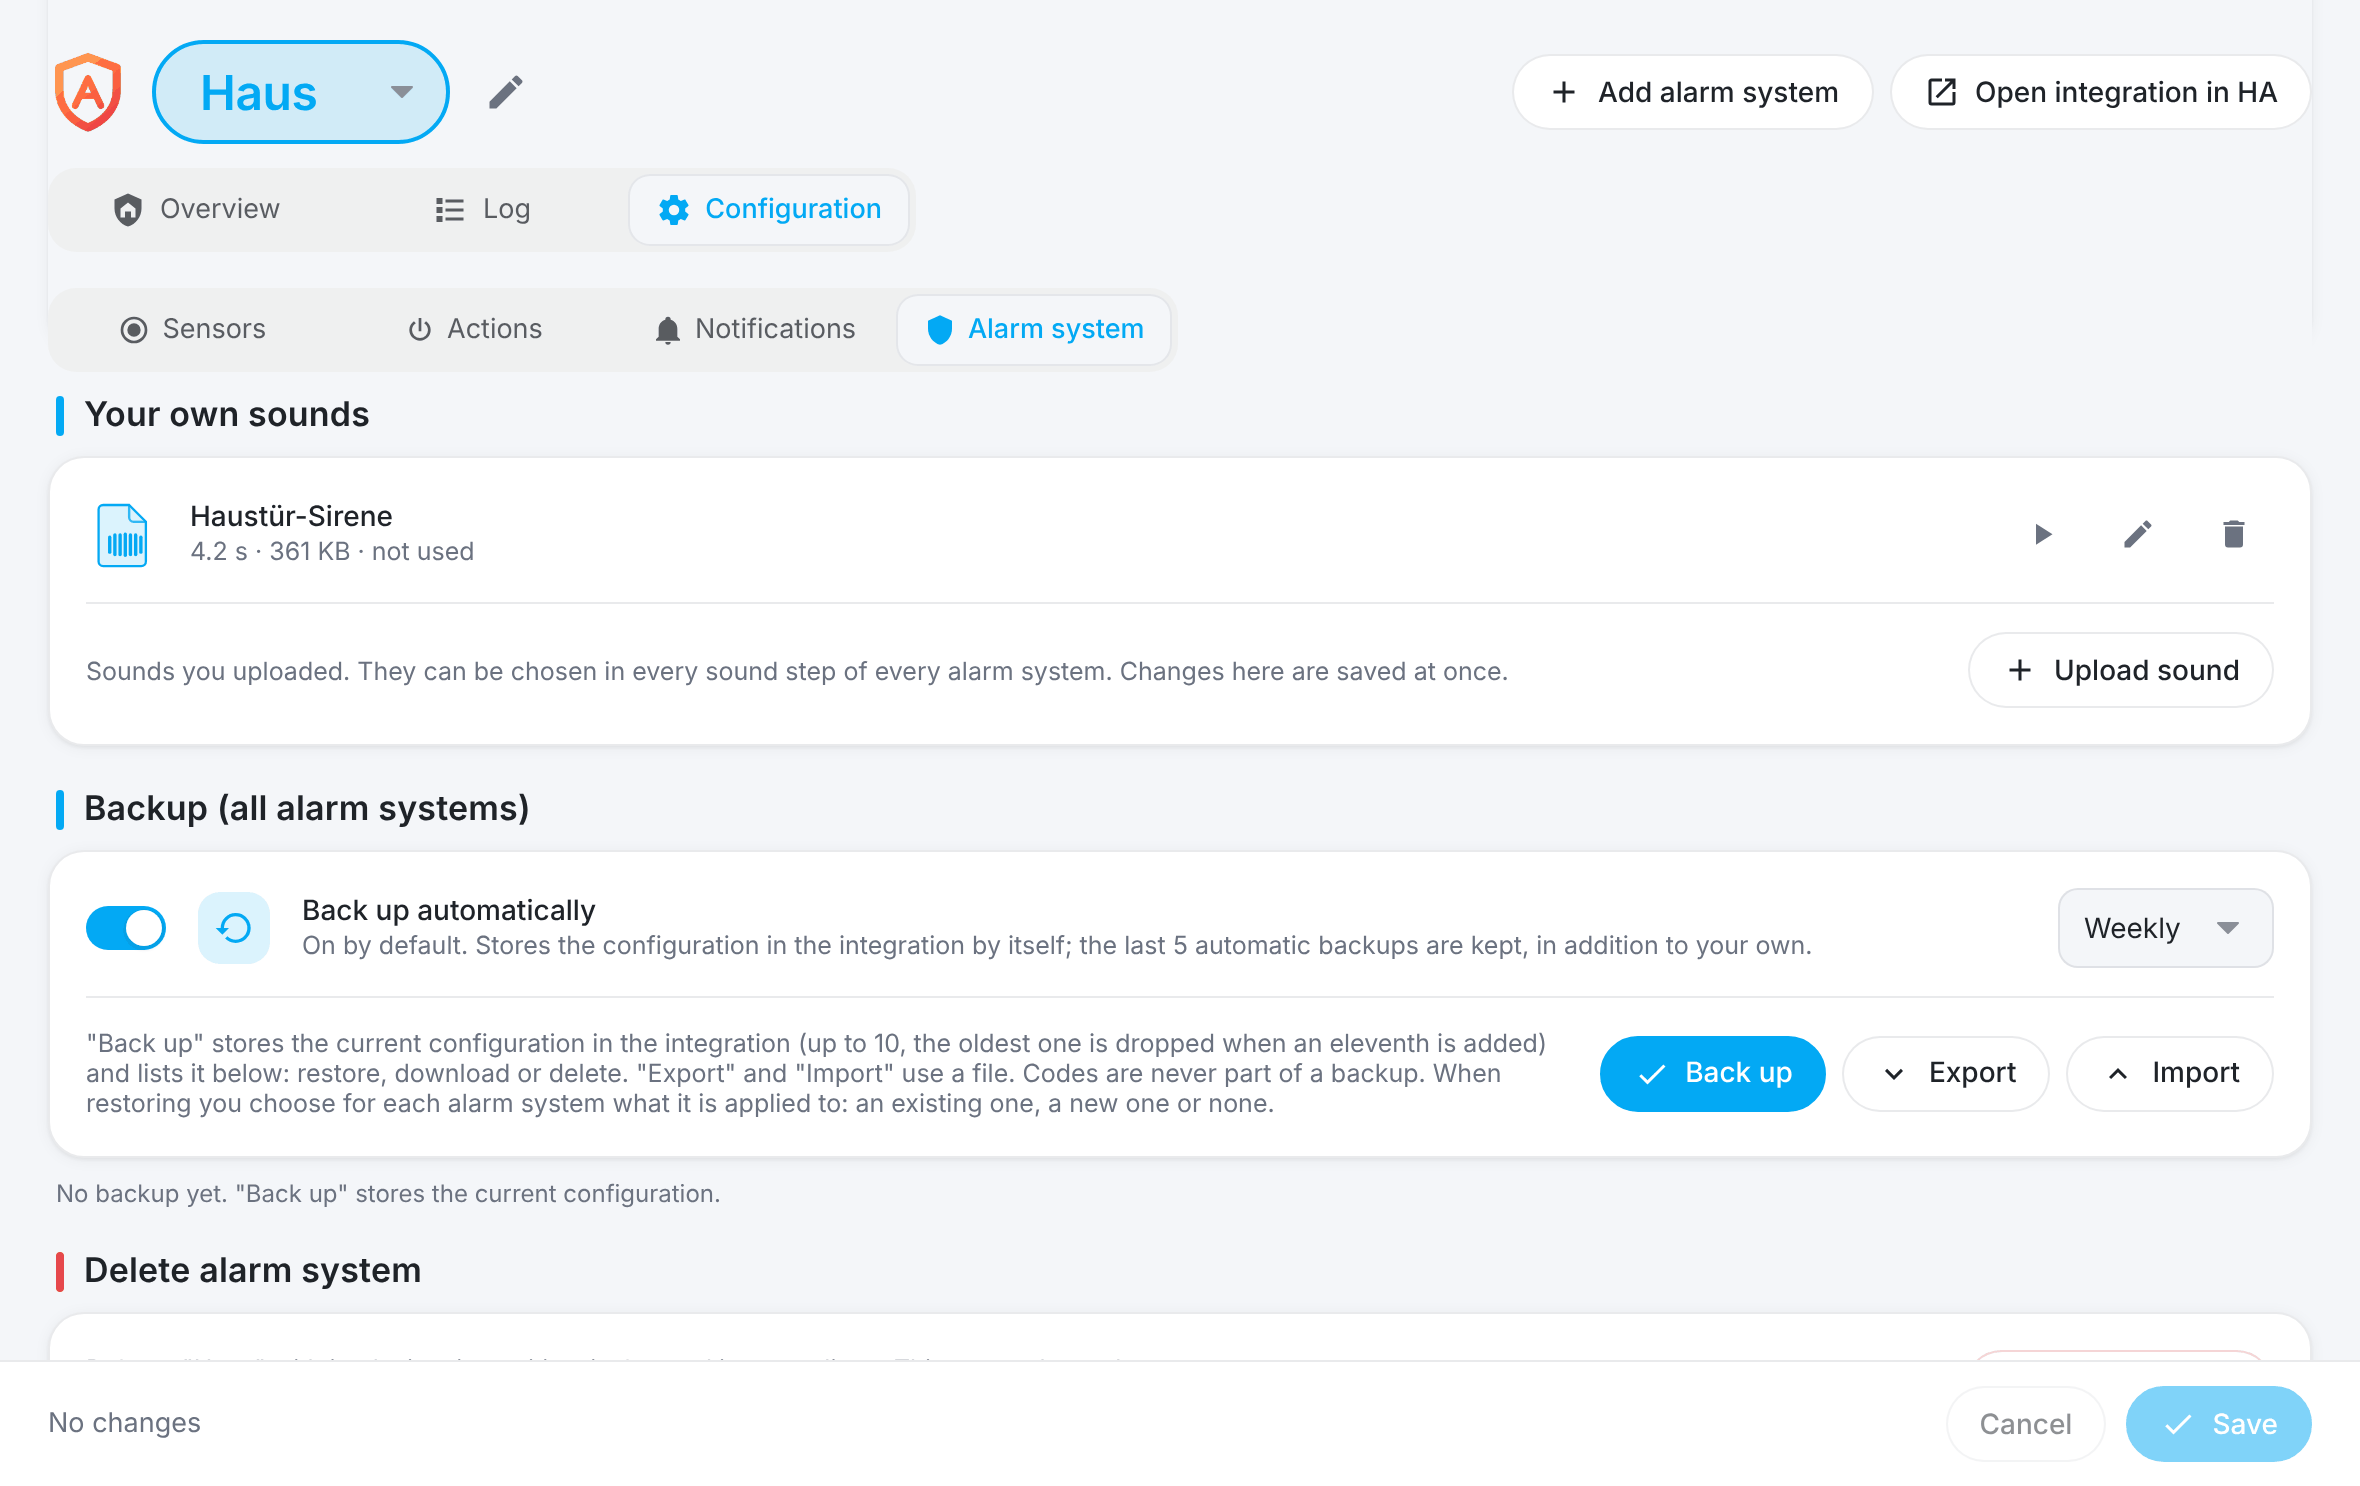 Haus
Add alarm system
Open integration in HA
Overview
Log
Configuration
Sensors
Actions
Notifications
Alarm system
Your own sounds
Haustür-Sirene
4.2 s · 361 KB · not used
Sounds you uploaded. They can be chosen in every sound step of every alarm system. Changes here are saved at once.
Upload sound
Backup (all alarm systems)
Back up automatically
On by default. Stores the configuration in the integration by itself; the last 5 automatic backups are kept, in addition to your own.
Weekly
"Back up" stores the current configuration in the integration (up to 10, the oldest one is dropped when an eleventh is added)
and lists it below: restore, download or delete. "Export" and "Import" use a file. Codes are never part of a backup. When
restoring you choose for each alarm system what it is applied to: an existing one, a new one or none.
Back up
Export
Import
No backup yet. "Back up" stores the current configuration.
Delete alarm system
No changes
Cancel
Save